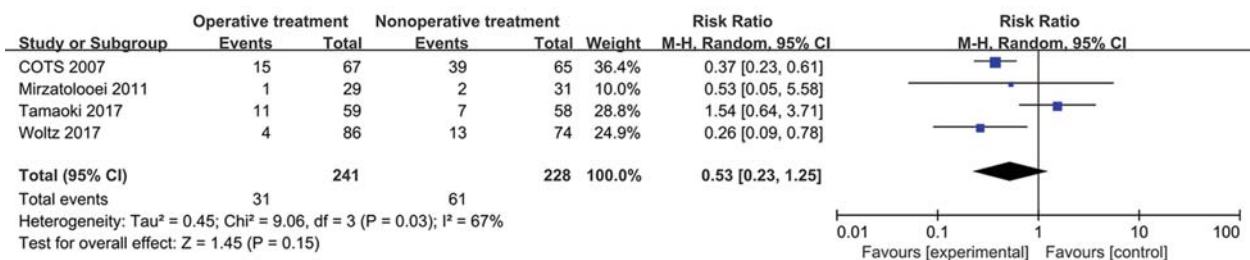 Operative treatment Nonoperative treatment Risk Ratio Risk Ratio
Study or Subgroup Events Total Events Total Weight M-H, Random, 95% CI M-H, Random, 95% CI
COTS 2007 15 67 39 65 36.4% 0.37 [0.23, 0.61]
Mirzatolooei 2011 1 29 2 31 10.0% 0.53 [0.05, 5.58]
Tamaoki 2017 11 59 7 58 28.8% 1.54 [0.64, 3.71]
Woltz 2017 4 86 13 74 24.9% 0.26 [0.09, 0.78]
Total (95% CI) 241 228 100.0% 0.53 [0.23, 1.25]
Total events 31 61
Heterogeneity: Tau² = 0.45; Chi² = 9.06, df = 3 (P = 0.03); I² = 67%
Test for overall effect: Z = 1.45 (P = 0.15)
0.01 0.1 1 10 100
Favours [experimental] Favours [control]